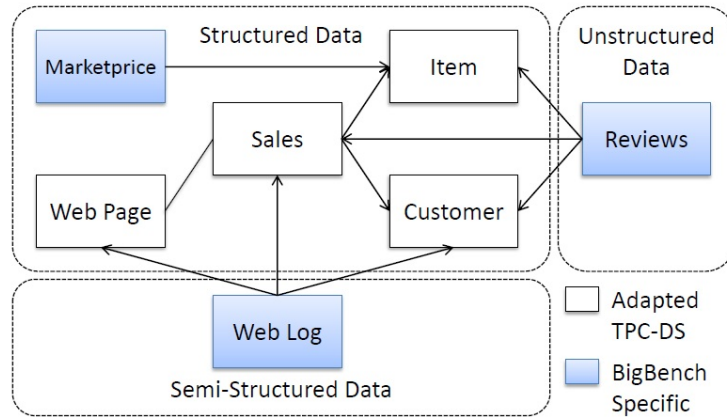 Structured Data
Unstructured
Data
Marketprice
Item
Sales
Reviews
Web Page
Customer
Web Log
Semi-Structured Data
Adapted
TPC-DS
BigBench
Specific